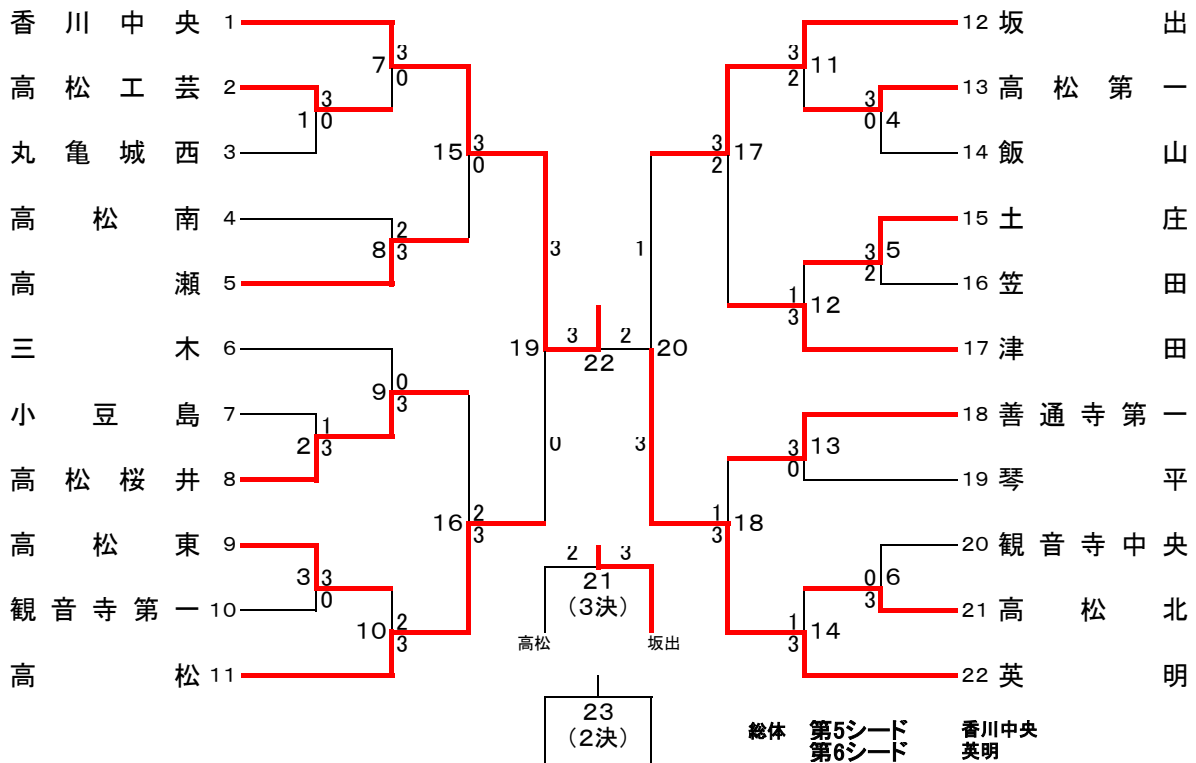 香川中央 1
高松工芸 2
丸亀城西 3
高松南 4
高瀬 5
三木 6
小豆島 7
高松桜井 8
高松東 9
観音寺第一 10
高松 11
7 3 0
1 3 0
15 3 0
8 2 3
9 0 3
2 1 3
16 2 3
3 3 0
10 2 3
19 3 0
3 2
22
20 1 3
2 3
21
(3決)
高松 坂出
23
(2決)
3 2 11
3 0 4
3 2 17
3 2 5
1 3 12
3 0 13
1 3 18
0 3 6
1 3 14
12 坂出
13 高松第一
14 飯山
15 土庄
16 笠田
17 津田
18 善通寺第一
19 琴平
20 観音寺中央
21 高松北
22 英明
総体 第5シード 香川中央
第6シード 英明